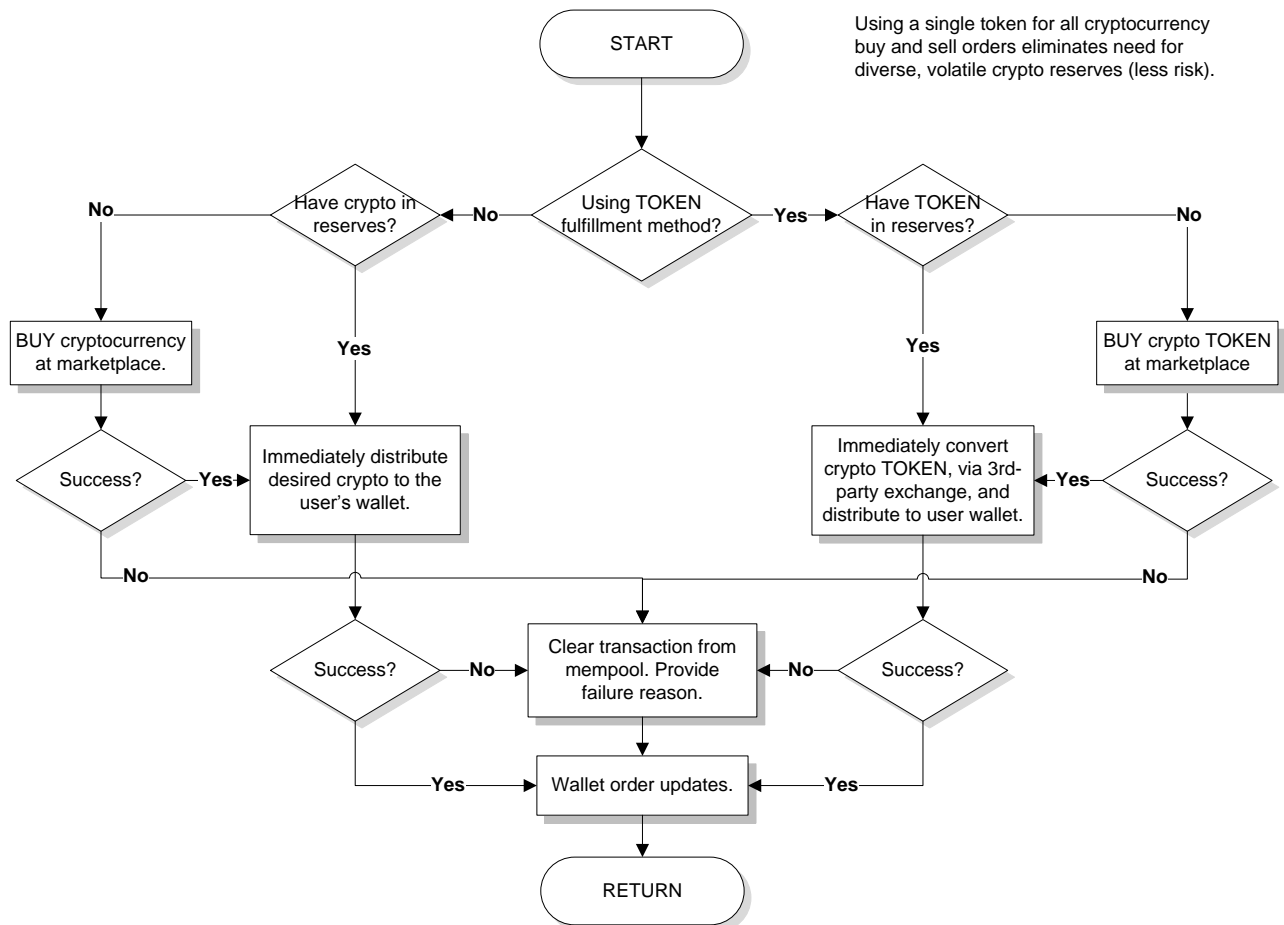 START
Using a single token for all cryptocurrency
buy and sell orders eliminates need for
diverse, volatile crypto reserves (less risk).
Have crypto in
reserves?
Using TOKEN
fulfillment method?
Have TOKEN
in reserves?
No
No
Yes
No
BUY cryptocurrency
at marketplace.
Yes
Yes
BUY crypto TOKEN
at marketplace
Success?
Yes
Immediately distribute
desired crypto to the
user’s wallet.
Immediately convert
crypto TOKEN, via 3rd-
party exchange, and
distribute to user wallet.
Yes
Success?
No
No
Success?
No
Clear transaction from
mempool. Provide
failure reason.
No
Success?
Yes
Wallet order updates.
Yes
RETURN